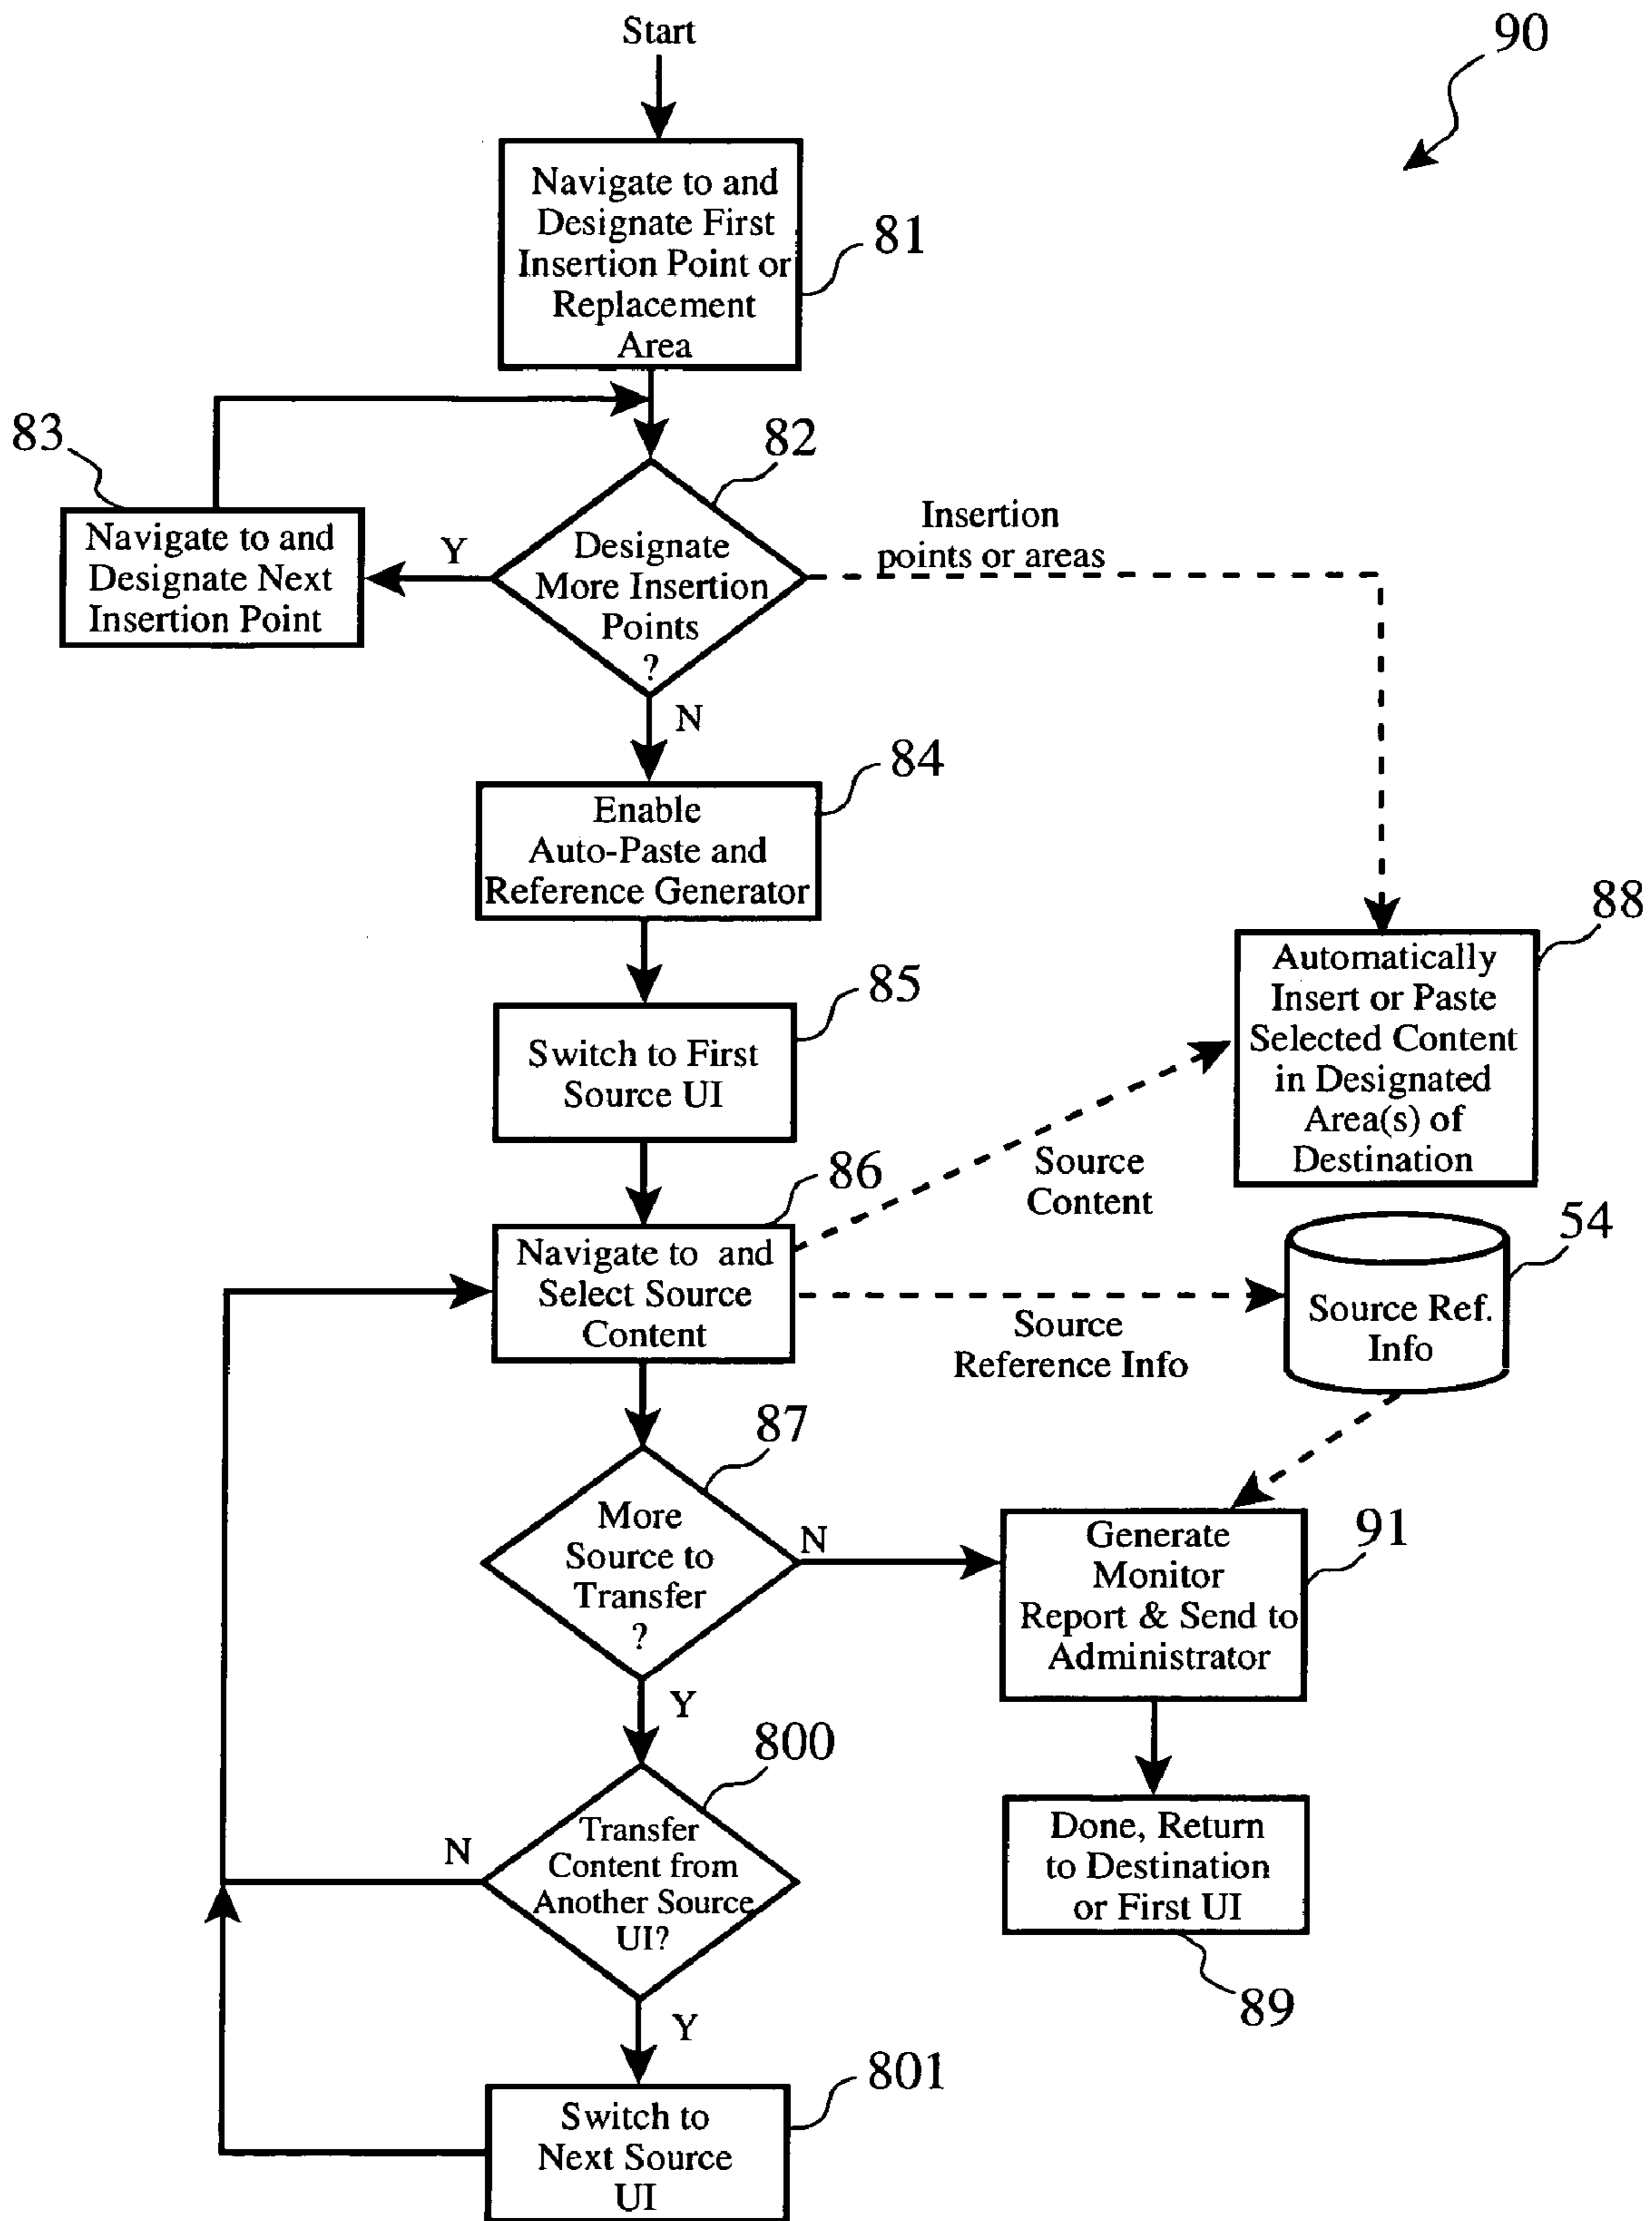 Start
90
Navigate to and
Designate First
Insertion Point or
Replacement
Area
81
83
82
Navigate to and
Designate Next
Insertion Point
Y
Designate
More Insertion
Points
?
Insertion
points or areas
N
84
Enable
Auto-Paste and
Reference Generator
88
Automatically
Insert or Paste
Selected Content
in Designated
Area(s) of
Destination
85
Switch to First
Source UI
86
Source
Content
54
Navigate to and
Select Source
Content
Source
Reference Info
Source Ref.
Info
87
More
Source to
Transfer
?
N
91
Generate
Monitor
Report & Send to
Administrator
Y
800
Transfer
Content from
Another Source
UI?
N
Done, Return
to Destination
or First UI
89
Y
801
Switch to
Next Source
UI